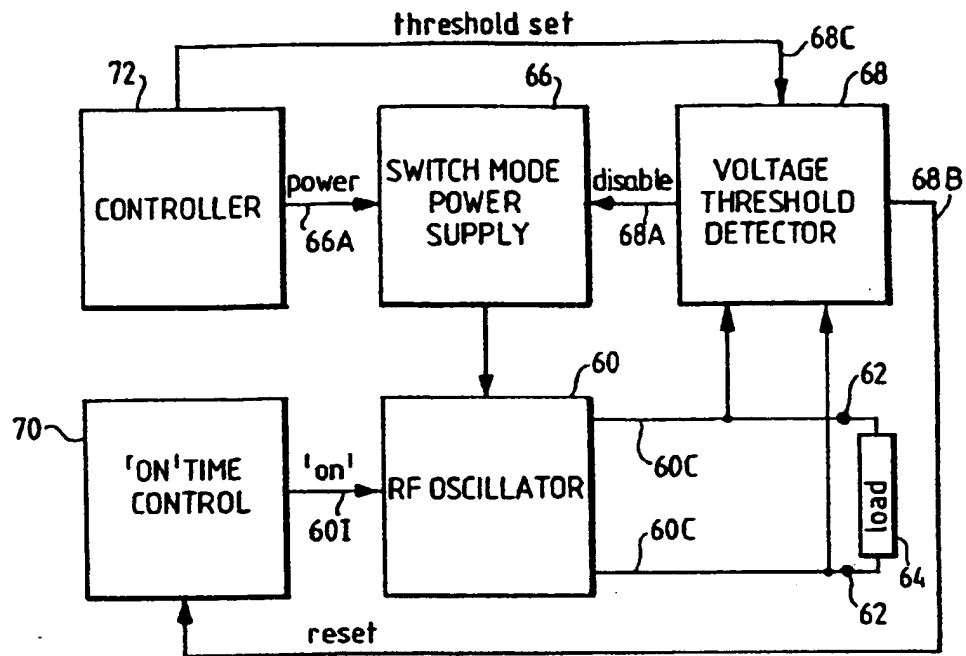 threshold set
68C
72
66
68
CONTROLLER
power
66A
SWITCH MODE
POWER
SUPPLY
disable
68A
VOLTAGE
THRESHOLD
DETECTOR
68B
60
62
70
'ON' TIME
CONTROL
'on'
60I
RF OSCILLATOR
60C
60C
load
64
62
reset